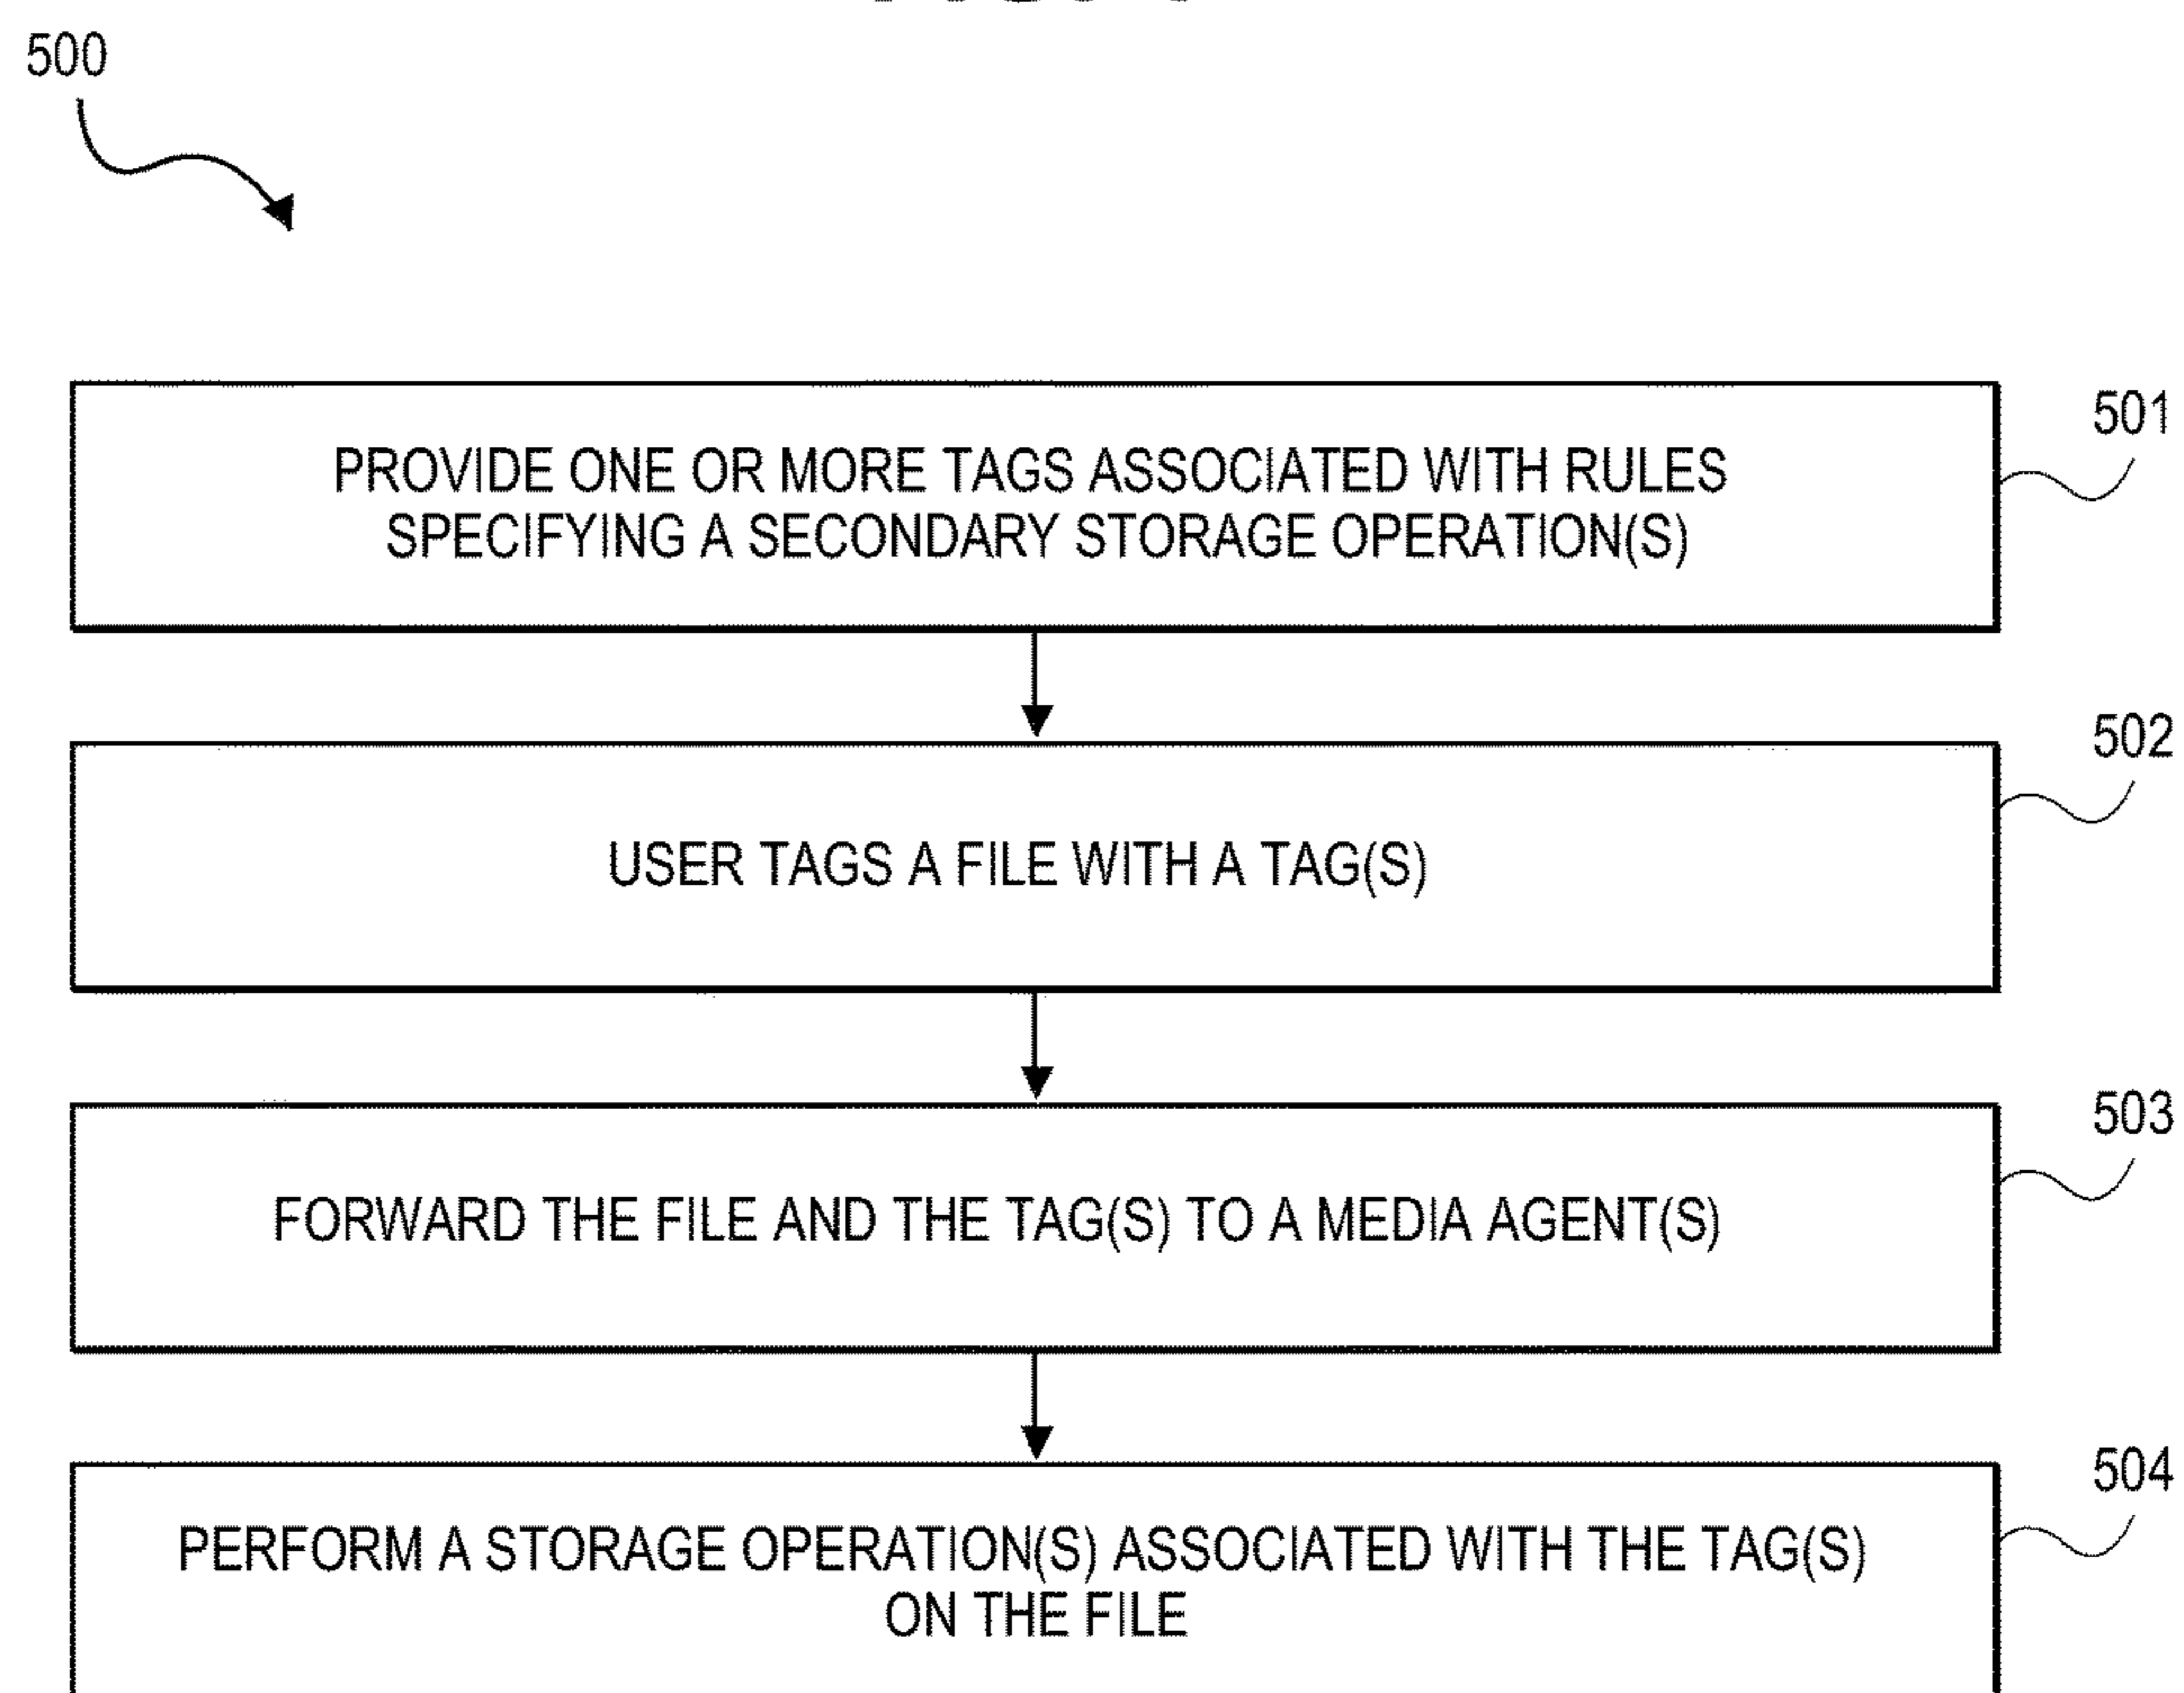 500
501
PROVIDE ONE OR MORE TAGS ASSOCIATED WITH RULES
SPECIFYING A SECONDARY STORAGE OPERATION(S)
502
USER TAGS A FILE WITH A TAG(S)
503
FORWARD THE FILE AND THE TAG(S) TO A MEDIA AGENT(S)
504
PERFORM A STORAGE OPERATION(S) ASSOCIATED WITH THE TAG(S)
ON THE FILE